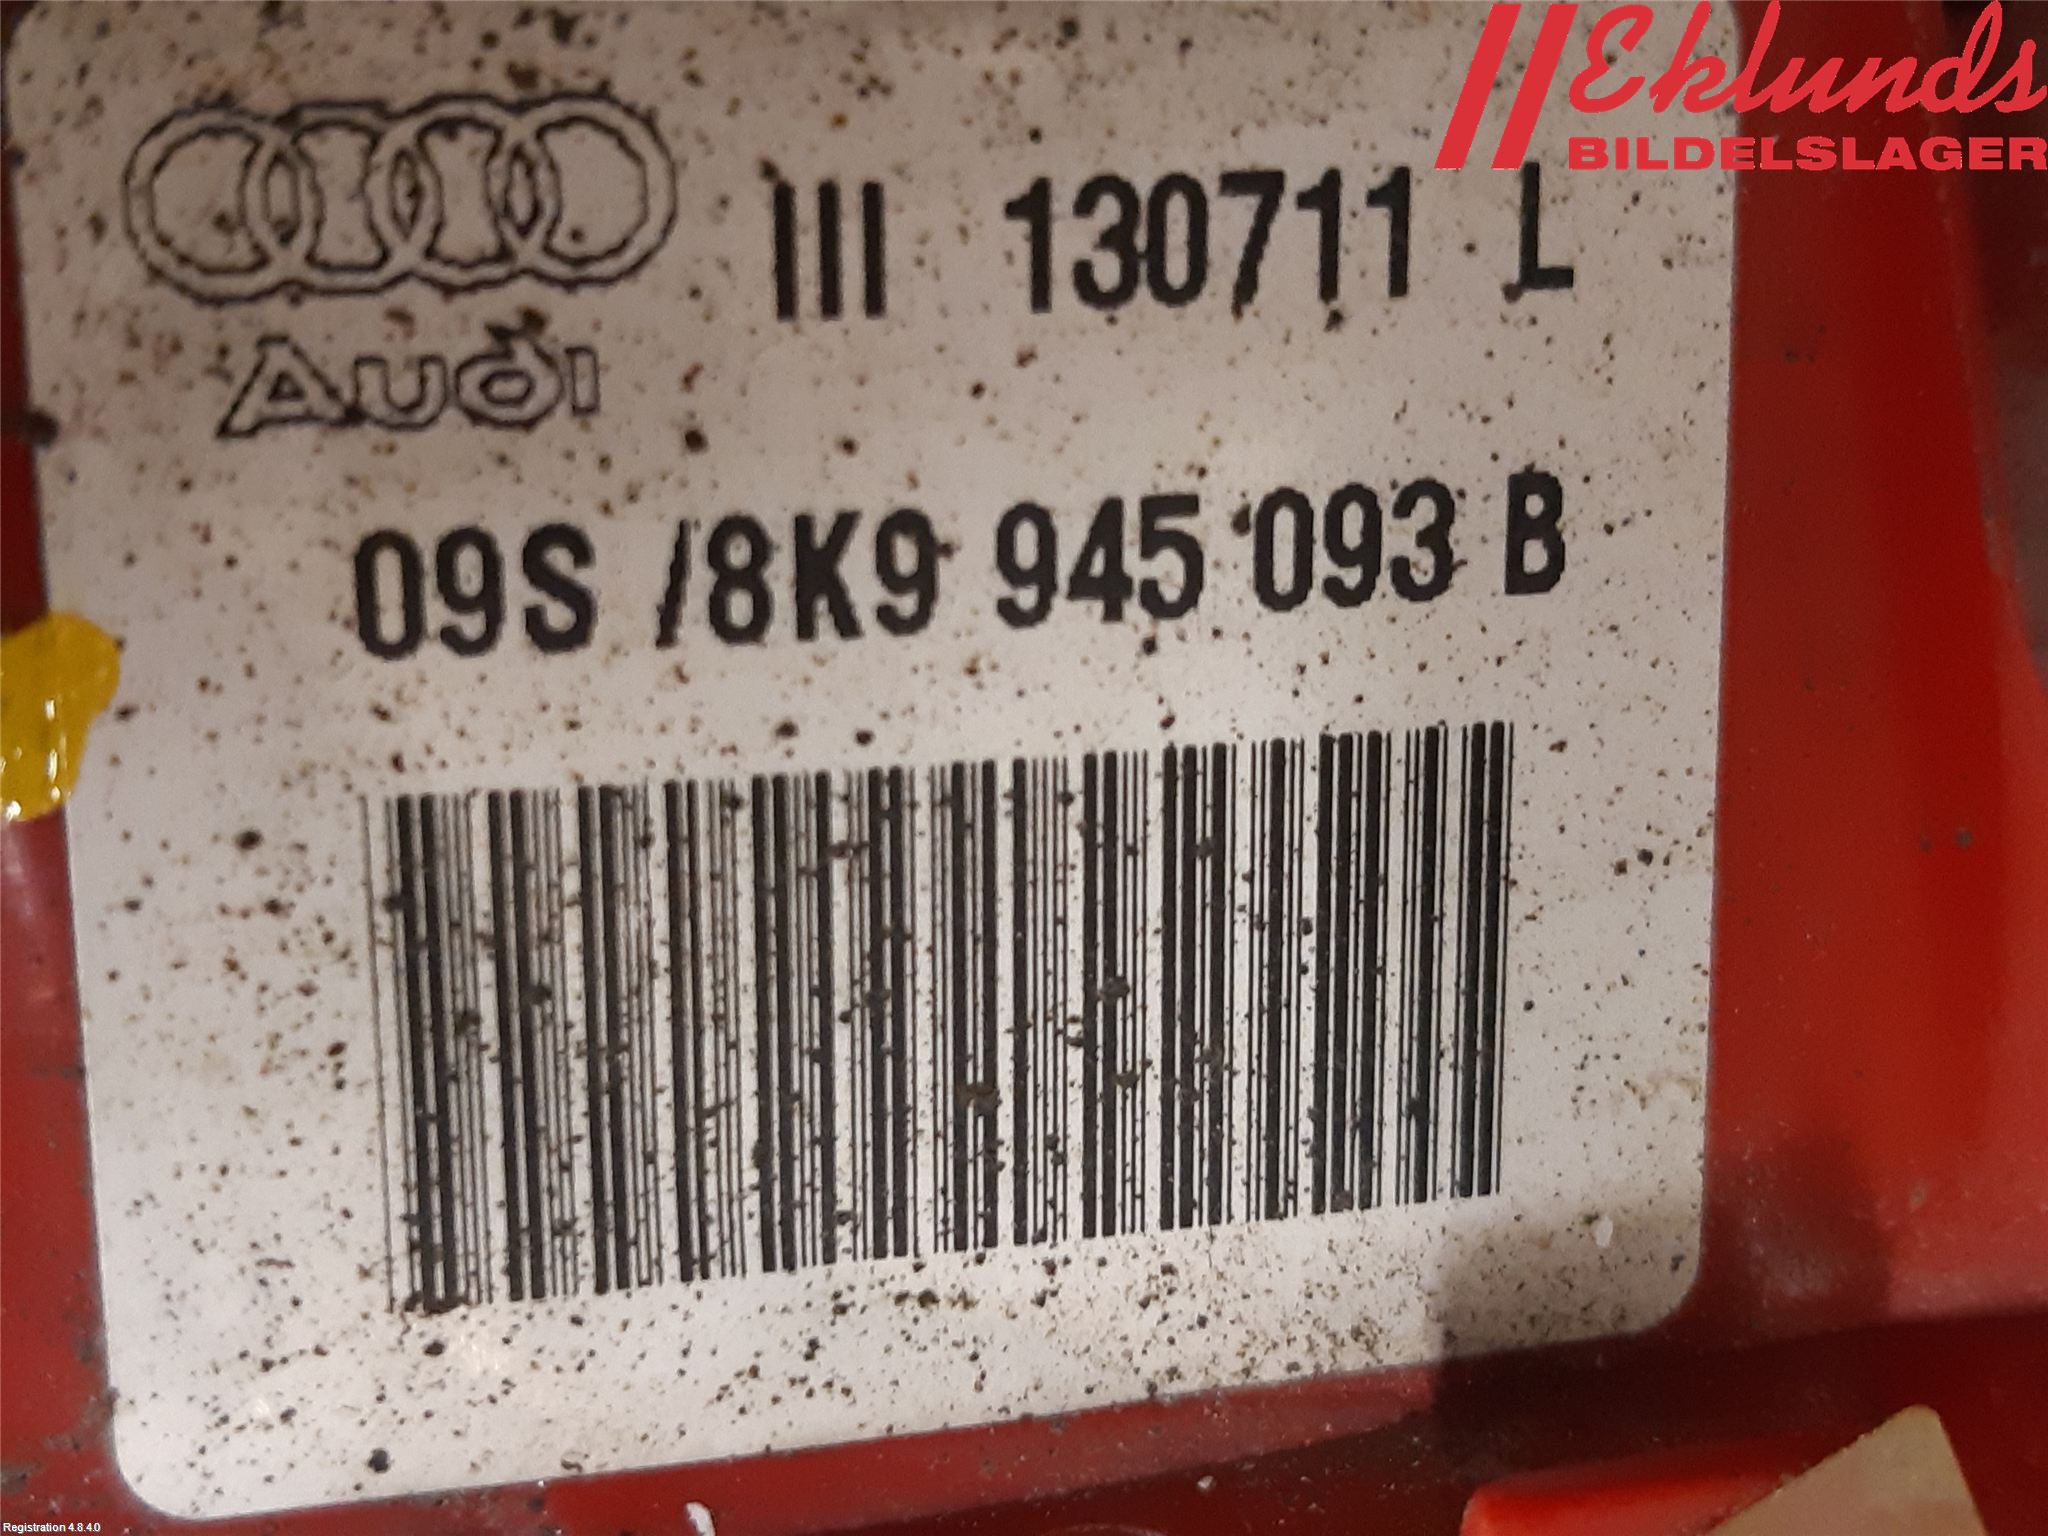 Eklunds
BILDELSLAGER
III 130711 L
Audi
09S /8K9 945 093 B
Registration 4.8.4.0